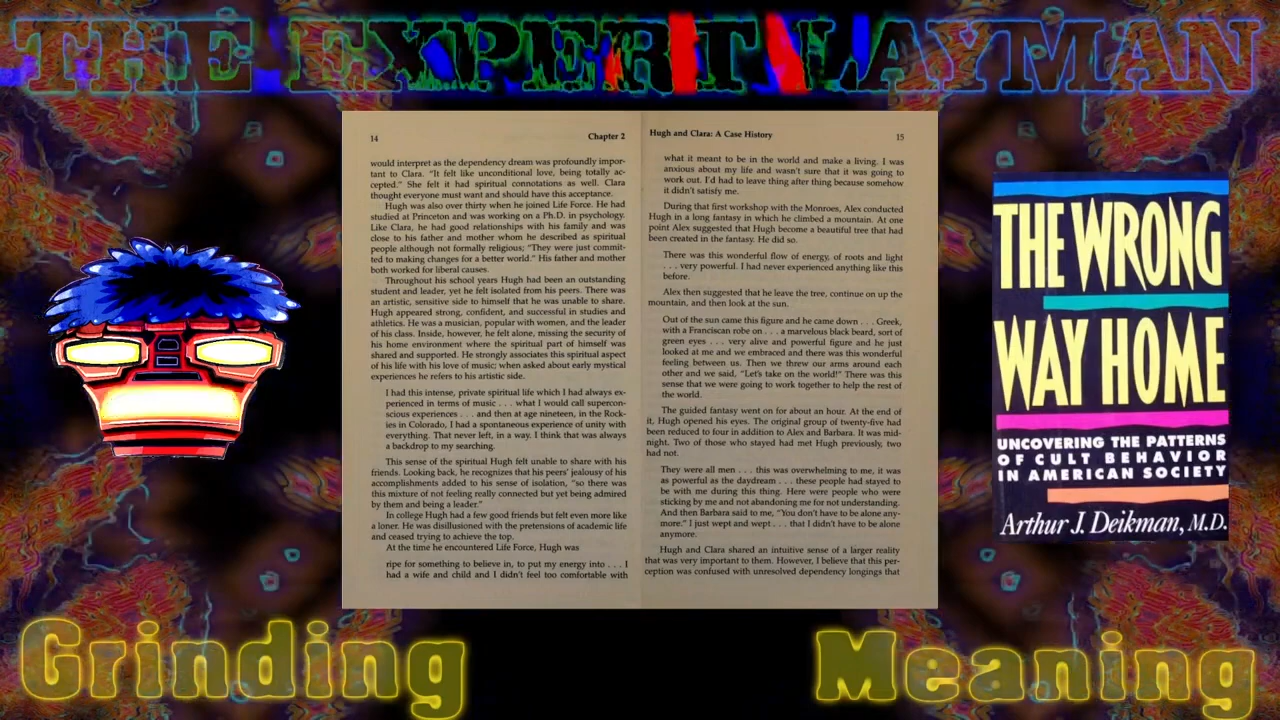 THE EXPERT LAYMAN
14
Chapter 2
would interpret as the dependency dream was profoundly impor-
tant to Clara. “It felt like unconditional love, being totally ac-
cepted.” She felt it had spiritual connotations as well. Clara
thought everyone must want and should have this acceptance.
Hugh was also over thirty when he joined Life Force. He had
studied at Princeton and was working on a Ph.D. in psychology.
Like Clara, he had good relationships with his family and was
close to his father and mother whom he described as spiritual
people although not formally religious; “They were just commit-
ted to making changes for a better world.” His father and mother
both worked for liberal causes.
Throughout his school years Hugh had been an outstanding
student and leader, yet he felt isolated from his peers. There was
an artistic, sensitive side to himself that he was unable to share.
Hugh appeared strong, confident, and successful in studies and
athletics. He was a musician, popular with women, and the leader
of his class. Inside, however, he felt alone, missing the security of
his home environment where the spiritual part of himself was
shared and supported. He strongly associates this spiritual aspect
of his life with his love of music; when asked about early mystical
experiences he refers to his artistic side.
I had this intense, private spiritual life which I had always ex-
perienced in terms of music . . . what I would call supercon-
scious experiences . . . and then at age nineteen, in the Rock-
ies in Colorado, I had a spontaneous experience of unity with
everything. That never left, in a way. I think that was always
a backdrop to my searching.
This sense of the spiritual Hugh felt unable to share with his
friends. Looking back, he recognizes that his peers’ jealousy of his
accomplishments added to his sense of isolation, “so there was
this mixture of not feeling really connected but yet being admired
by them and being a leader.”
In college Hugh had a few good friends but felt even more like
a loner. He was disillusioned with the pretensions of academic life
and ceased trying to achieve the top.
At the time he encountered Life Force, Hugh was
ripe for something to believe in, to put my energy into . . . I
had a wife and child and I didn’t feel too comfortable with
Hugh and Clara: A Case History
15
what it meant to be in the world and make a living. I was
anxious about my life and wasn’t sure that it was going to
work out. I’d had to leave thing after thing because somehow
it didn’t satisfy me.
During that first workshop with the Monroes, Alex conducted
Hugh in a long fantasy in which he climbed a mountain. At one
point Alex suggested that Hugh become a beautiful tree that had
been created in the fantasy. He did so.
There was this wonderful flow of energy, of roots and light
. . . very powerful. I had never experienced anything like this
before.
Alex then suggested that he leave the tree, continue on up the
mountain, and then look at the sun.
Out of the sun came this figure and he came down . . . Greek,
with a Franciscan robe on . . . a marvelous black beard, sort of
green eyes . . . very alive and powerful figure and he just
looked at me and we embraced and there was this wonderful
feeling between us. Then we threw our arms around each
other and we said, “Let’s take on the world!” There was this
sense that we were going to work together to help the rest of
the world.
The guided fantasy went on for about an hour. At the end of
it, Hugh opened his eyes. The original group of twenty-five had
been reduced to four in addition to Alex and Barbara. It was mid-
night. Two of those who stayed had met Hugh previously, two
had not.
They were all men . . . this was overwhelming to me, it was
as powerful as the daydream . . . these people had stayed to
be with me during this thing. Here were people who were
sticking by me and not abandoning me for not understanding.
And then Barbara said to me, “You don’t have to be alone any-
more.” I just wept and wept . . . that I didn’t have to be alone
anymore.
Hugh and Clara shared an intuitive sense of a larger reality
that was very important to them. However, I believe that this per-
ception was confused with unresolved dependency longings that
THE WRONG
WAY HOME
UNCOVERING THE PATTERNS
OF CULT BEHAVIOR
IN AMERICAN SOCIETY
Arthur J. Deikman, M.D.
Grinding
Meaning